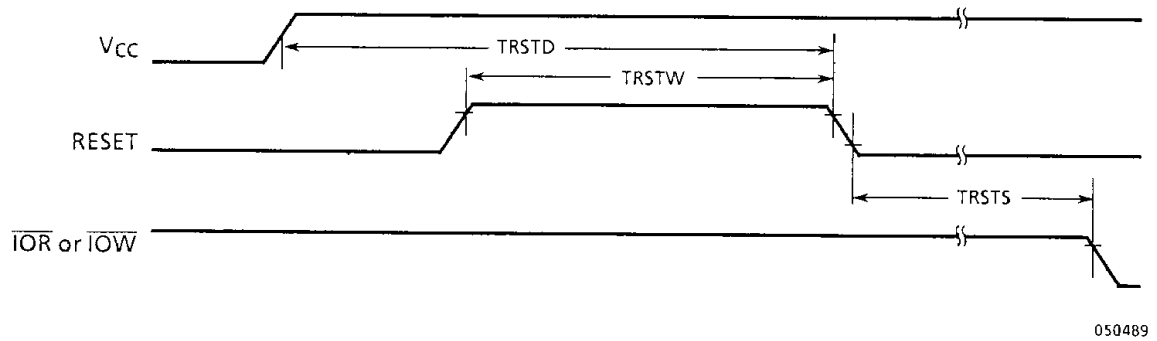 VCC
TRSTD
TRSTW
RESET
TRSTS
IOR or IOW
050489